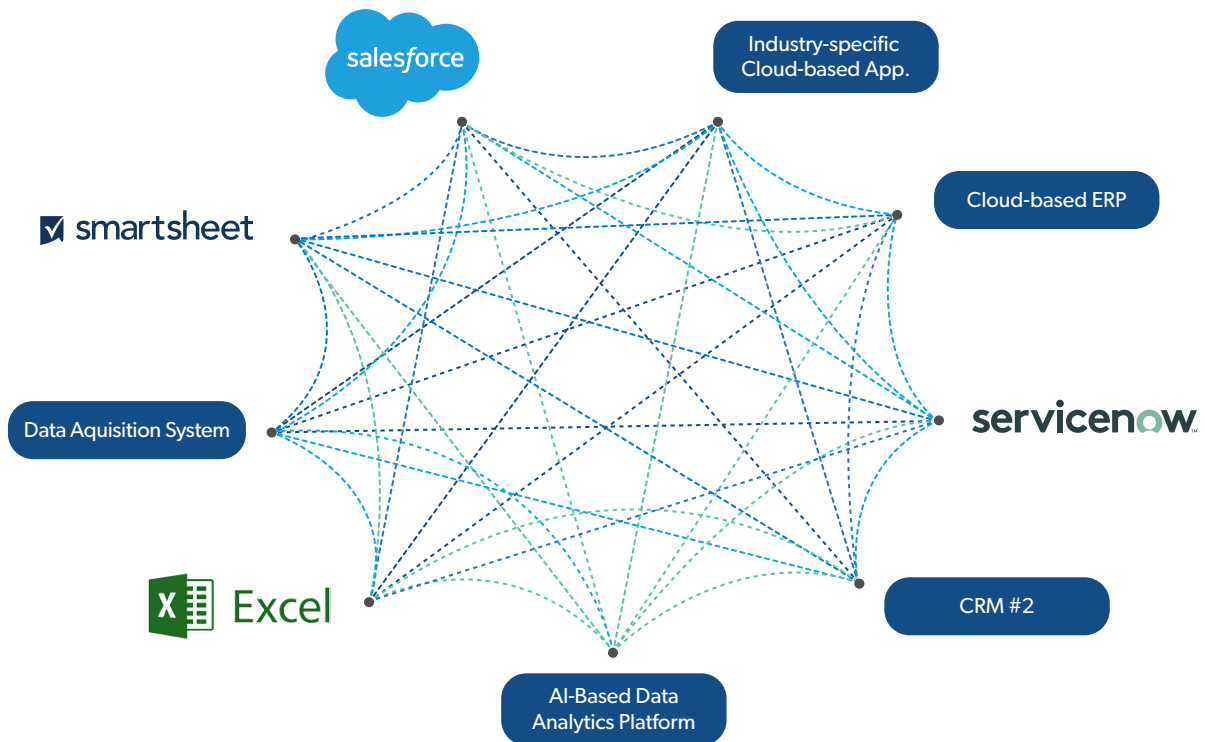 salesforce
Industry-specific
Cloud-based App.
Cloud-based ERP
smartsheet
Data Aquisition System
servicenow™
X Excel
CRM #2
AI-Based Data
Analytics Platform